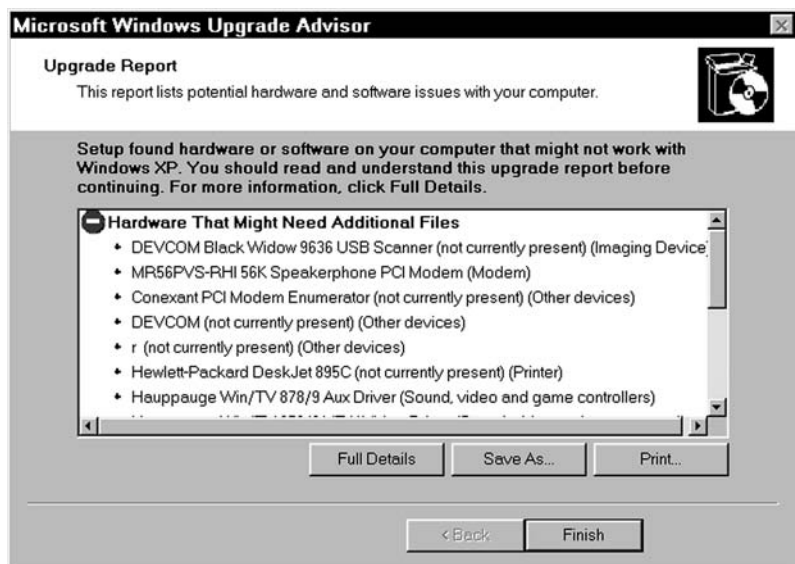 Microsoft Windows Upgrade Advisor
Upgrade Report
This report lists potential hardware and software issues with your computer.
Setup found hardware or software on your computer that might not work with
Windows XP. You should read and understand this upgrade report before
continuing. For more information, click Full Details.
Hardware That Might Need Additional Files
DEVCOM Black Widow 9636 USB Scanner (not currently present) (Imaging Device)
MR56PVS-RHI 56K Speakerphone PCI Modem (Modem)
Conexant PCI Modem Enumerator (not currently present) (Other devices)
DEVCOM (not currently present) (Other devices)
r (not currently present) (Other devices)
Hewlett-Packard DeskJet 895C (not currently present) (Printer)
Hauppauge Win/TV 878/9 Aux Driver (Sound, video and game controllers)
Full Details Save As... Print...
< Back Finish